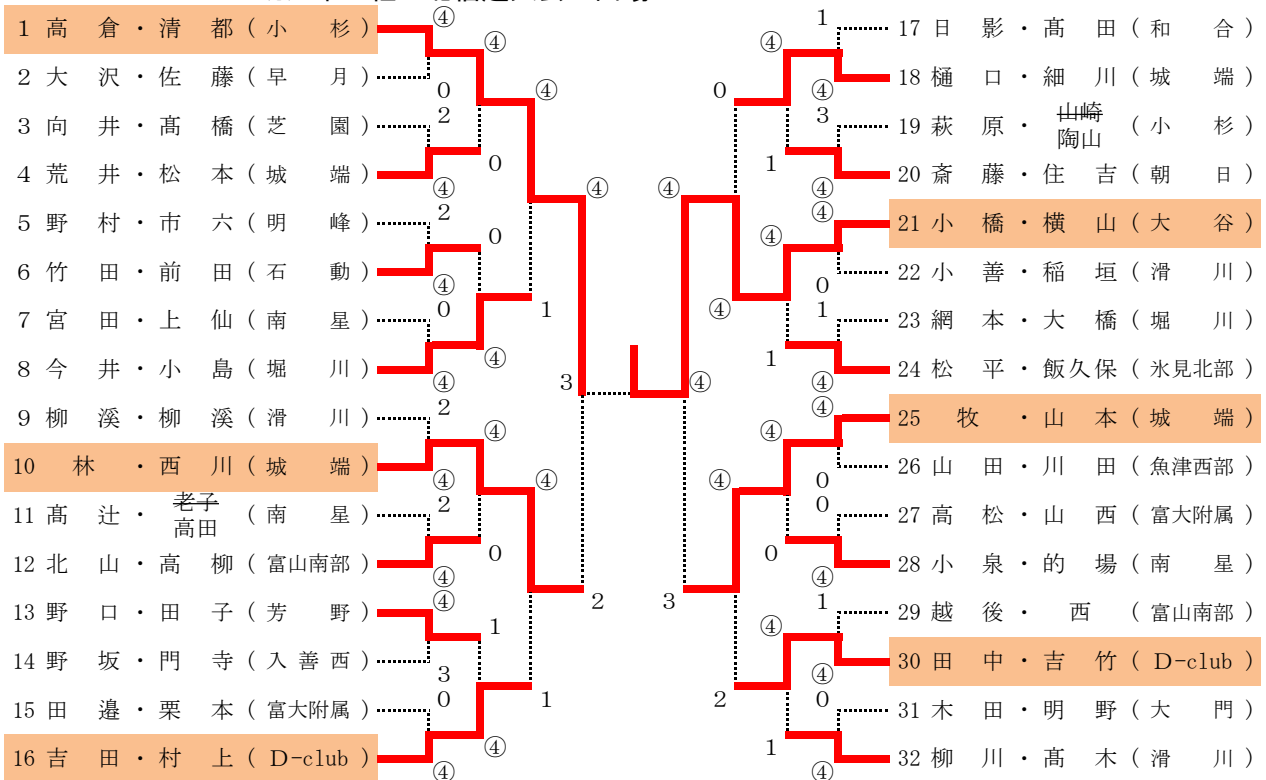 1 高倉・清都(小杉)
2 大沢・佐藤(早月)
3 向井・髙橋(芝園)
4 荒井・松本(城端)
5 野村・市六(明峰)
6 竹田・前田(石動)
7 宮田・上仙(南星)
8 今井・小島(堀川)
9 柳溪・柳溪(滑川)
10 林・西川(城端)
11 髙辻・老子 高田(南星)
12 北山・高柳(富山南部)
13 野口・田子(芳野)
14 野坂・門寺(入善西)
15 田邉・栗本(富大附属)
16 吉田・村上(D-club)
④
0
2
④
2
④
0
④
2
④
2
④
④
3
0
④
④
0
0
④
④
0
1
④
④
1
④
1
④
2
3
④
④
3
0
④
④
2
④
1
④
1
④
0
④
1
1
④
3
④
④
0
1
④
④
0
0
④
1
④
0
④
17 日影・髙田(和合)
18 樋口・細川(城端)
19 萩原・山崎 陶山(小杉)
20 斎藤・住吉(朝日)
21 小橋・横山(大谷)
22 小善・稲垣(滑川)
23 網本・大橋(堀川)
24 松平・飯久保(氷見北部)
25 牧・山本(城端)
26 山田・川田(魚津西部)
27 高松・山西(富大附属)
28 小泉・的場(南星)
29 越後・西(富山南部)
30 田中・吉竹(D-club)
31 木田・明野(大門)
32 柳川・髙木(滑川)